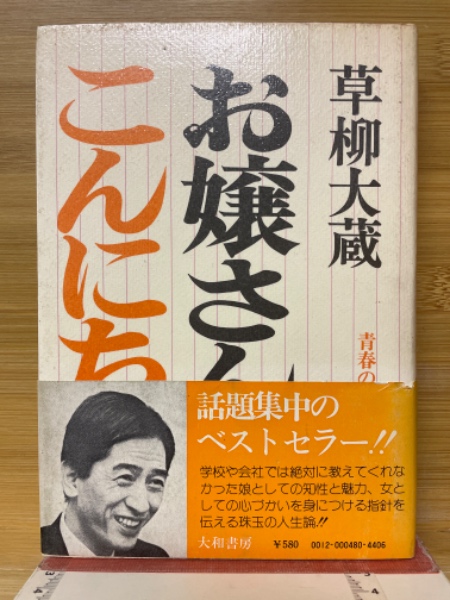 草柳大蔵
お嬢さん
こんにち
青春の
話題集中の
ベストセラー!!
学校や会社では絶対に教えてくれな
かった娘としての知性と魅力、女と
しての心づかいを身につける指針を
伝える珠玉の人生論!!
大和書房 ¥580 0012-000480-4406